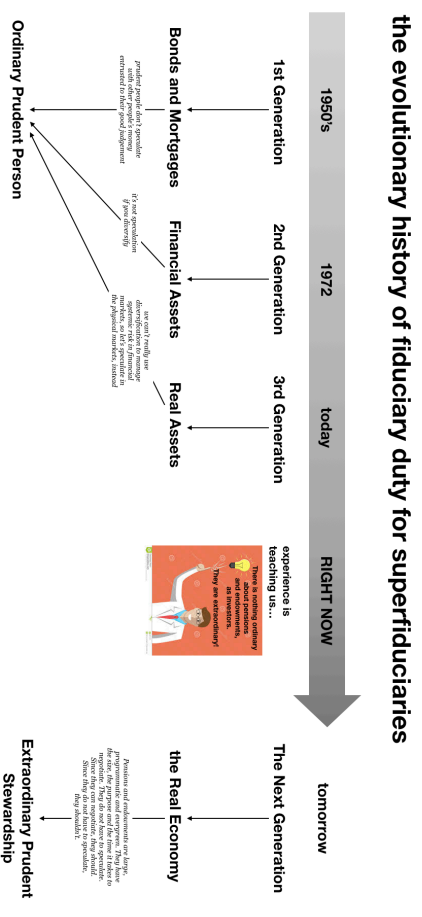 the evolutionary history of fiduciary duty for superfiduciaries
1950's
1972
today
RIGHT NOW
tomorrow
1st Generation
2nd Generation
3rd Generation
experience is
teaching us…
The Next Generation
There is nothing ordinary
about pensions
and endowments,
as investors.
They are extraordinary!
Bonds and Mortgages
Financial Assets
Real Assets
the Real Economy
prudent people don't speculate
with other people's money
entrusted to their good judgement
it's not speculation
if you diversify
we can't really use
diversification to manage
systemic risk in financial
markets, so let's speculate in
the physical markets, instead
Pensions and endowments are large,
programmatic and evergreen. They have
the size, the purpose and the time it takes to
negotiate. They do not have to speculate.
Since they can negotiate, they should.
Since they do not have to speculate,
they shouldn't.
Ordinary Prudent Person
Extraordinary Prudent
Stewardship